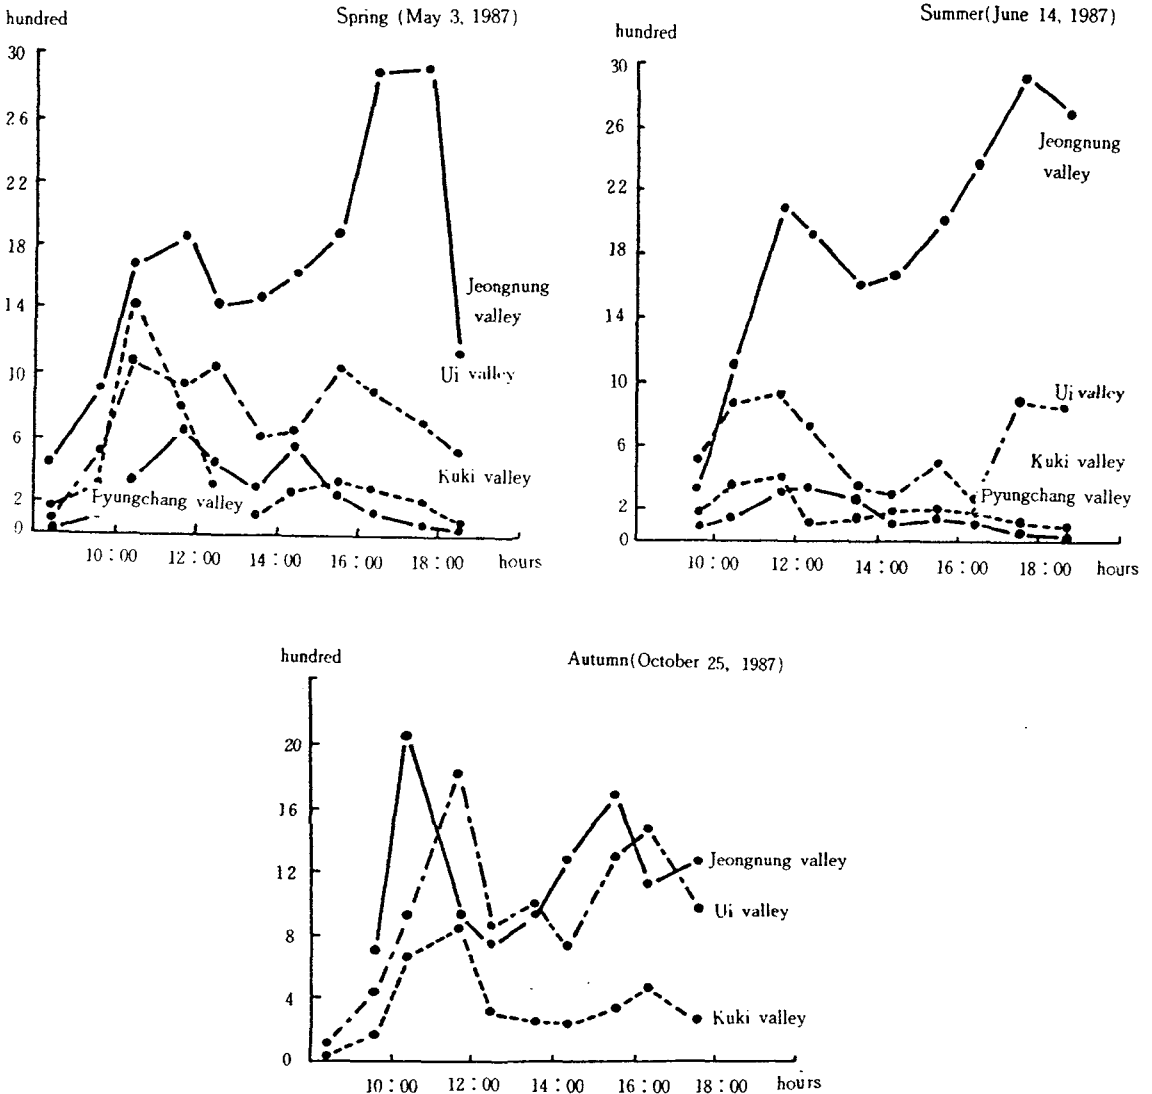 hundred
Spring (May 3, 1987)
30
26
22
18
14
10
6
2
0
Jeongnung
valley
Ui valley
Kuki valley
Pyungchang valley
10:00 12:00 14:00 16:00 18:00 hours
hundred
Summer(June 14, 1987)
30
26
22
18
14
10
6
2
0
Jeongnung
valley
Ui valley
Kuki valley
Pyungchang valley
10:00 12:00 14:00 16:00 18:00 hours
hundred
Autumn(October 25, 1987)
20
16
12
8
4
0
Jeongnung valley
Ui valley
Kuki valley
10:00 12:00 14:00 16:00 18:00 hours